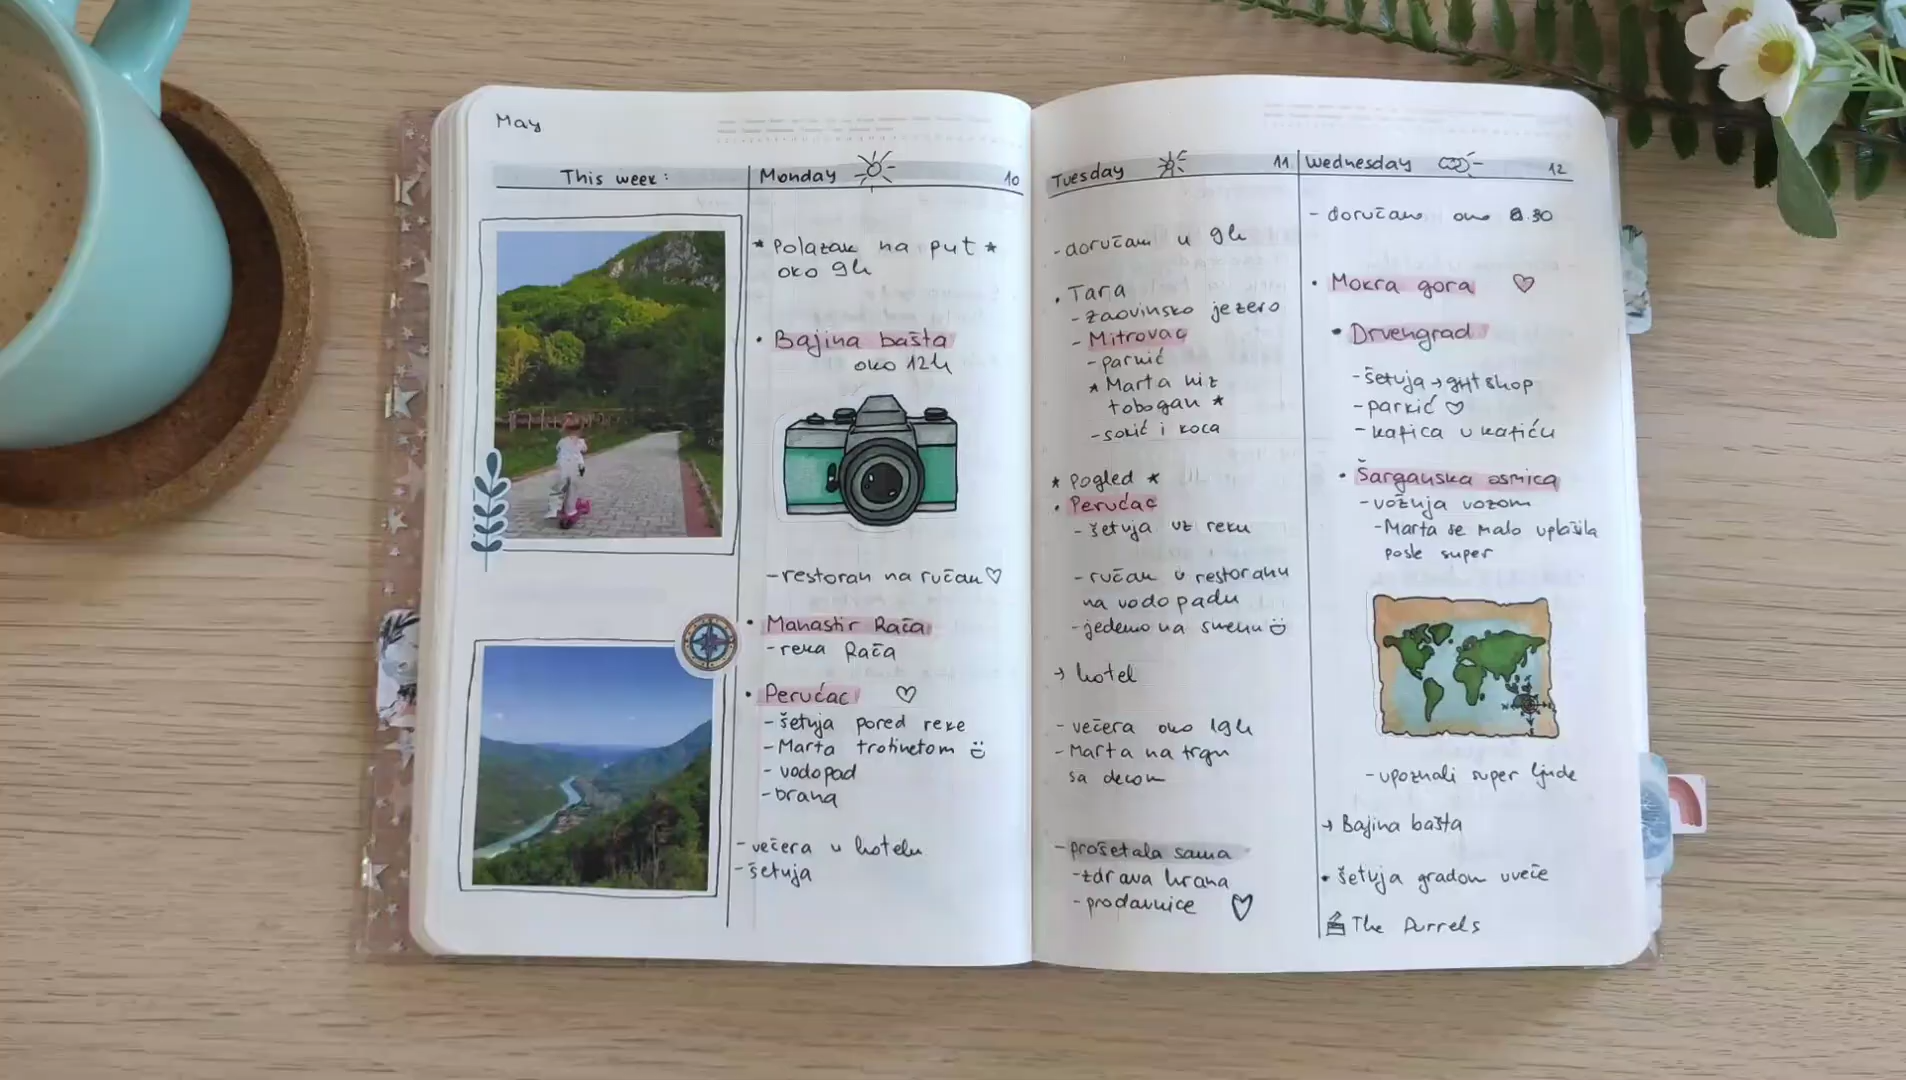 May
This week:
Monday
10
* Polazak na put *
oko 9h
• Bajina bašta
oko 12h
- restoran na ručak ♡
• Manastir Rača
- reka Rača
• Perućac ♡
- šetnja pored reke
- Marta trotinetom
- vodopad
- brana
- večera u hotelu
- šetnja
Tuesday
11
- doručak u 9h
• Tara
- zaovinsko jezero
- Mitrovac
- parkić
* Marta niz
tobogan *
- sokić i koca
* Pogled *
• Perućac
- šetnja uz reku
- ručak u restoranu
na vodopadu
- jedemo na smenu
→ hotel
- večera oko 19h
- Marta na trgu
sa decom
- prošetala sama
- zdrava hrana
- prodavnice ♡
Wednesday
12
- doručak oko 8.30
• Mokra gora ♡
• Drvengrad
- šetnja → gift shop
- parkić ♡
- kafica u kafiću
• Šarganska osmica
- vožnja vozom
- Marta se malo uplašila
posle super
- upoznali super ljude
→ Bajina bašta
• šetnja gradom uveče
The Durrels